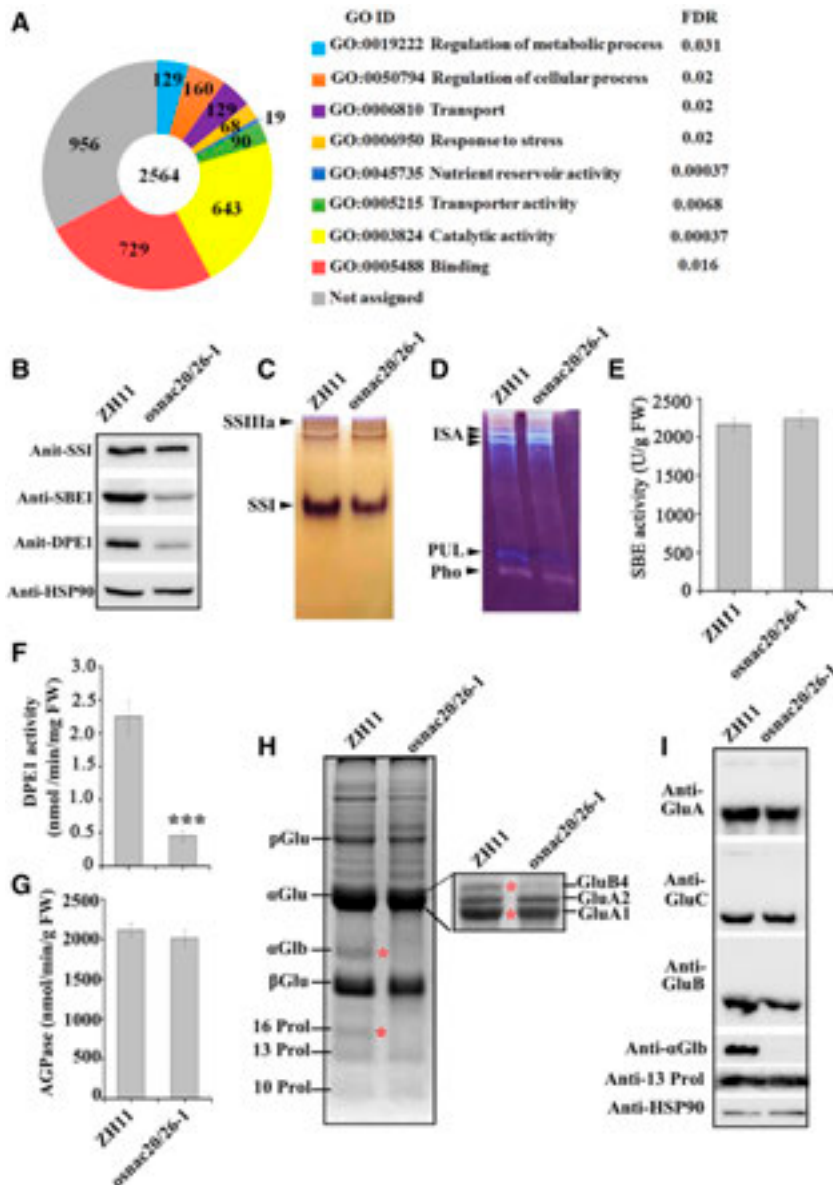 A
GO ID FDR
GO:0019222 Regulation of metabolic process 0.031
GO:0050794 Regulation of cellular process 0.02
GO:0006810 Transport 0.02
GO:0006950 Response to stress 0.02
GO:0045735 Nutrient reservoir activity 0.00037
GO:0005215 Transporter activity 0.0068
GO:0003824 Catalytic activity 0.00037
GO:0005488 Binding 0.016
Not assigned
129
160
129
68
19
90
643
729
956
2564
B
ZH11
osnac20/26-1
Anit-SSI
Anti-SBEI
Anit-DPE1
Anti-HSP90
C
ZH11
osnac20/26-1
SSIIIa
SSI
D
ZH11
osnac20/26-1
ISA
PUL
Pho
E
SBE activity (U/g FW)
2000
2000
1500
1000
500
0
ZH11
osnac20/26-1
F
DPE1 activity
(nmol /min/mg FW)
3.0
2.5
2.0
1.5
1.0
0.5
0
***
G
AGPase (nmol/min/g FW)
2500
2000
1500
1000
500
0
ZH11
osnac20/26-1
H
ZH11
osnac20/26-1
pGlu
αGlu
αGlb
βGlu
16 Prol
13 Prol
10 Prol
*
*
ZH11
osnac20/26-1
*
*
GluB4
GluA2
GluA1
I
ZH11
osnac20/26-1
Anti-
GluA
Anti-
GluC
Anti-
GluB
Anti-αGlb
Anti-13 Prol
Anti-HSP90